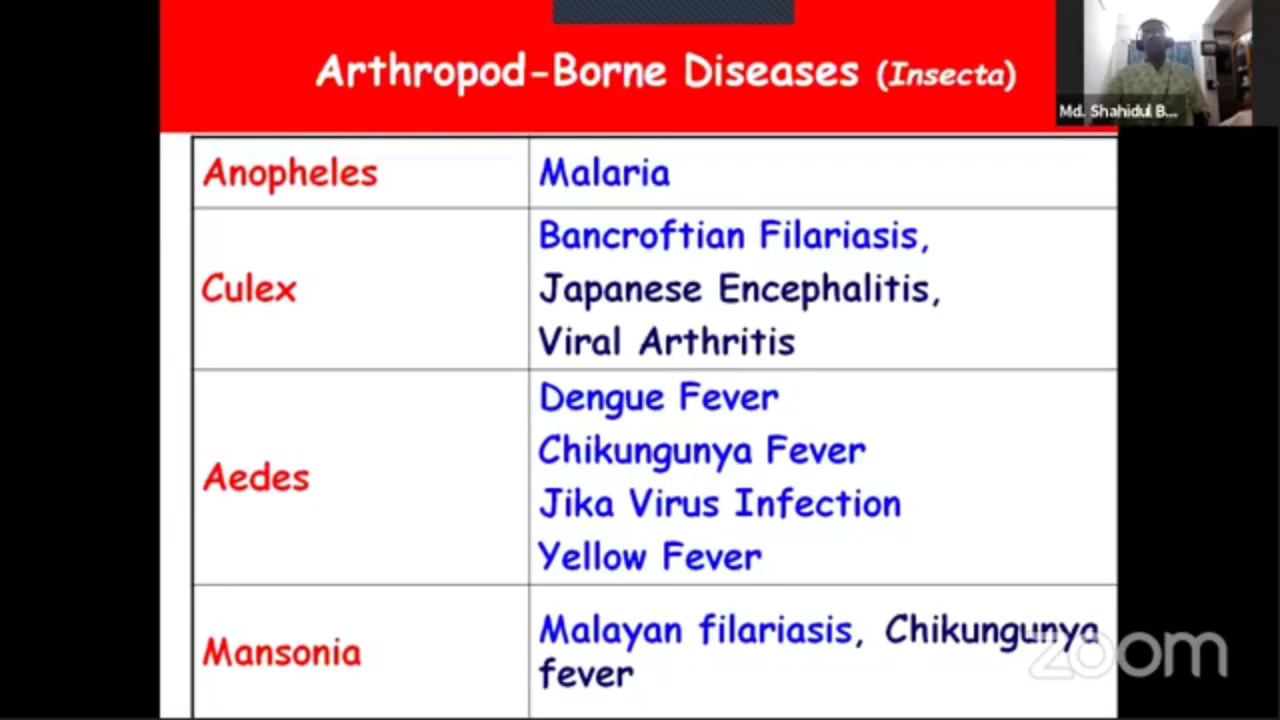 Arthropod-Borne Diseases (Insecta)
Md. Shahidul B...
Anopheles
Malaria
Culex
Bancroftian Filariasis,
Japanese Encephalitis,
Viral Arthritis
Aedes
Dengue Fever
Chikungunya Fever
Jika Virus Infection
Yellow Fever
Mansonia
Malayan filariasis, Chikungunya
fever
zoom